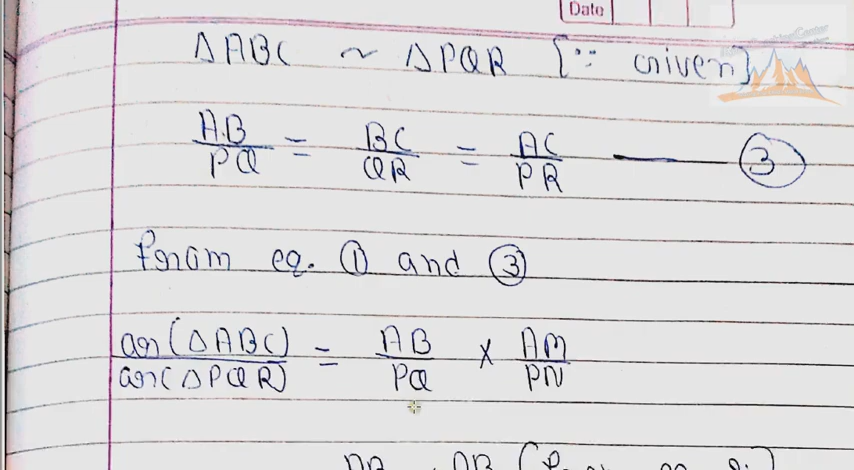 Date
ΔABC ~ ΔPQR [∵ Given]
AB/PQ = BC/QR = AC/PR — ③
From eq. ① and ③
ar(ΔABC)/ar(ΔPQR) = AB/PQ × AM/PN